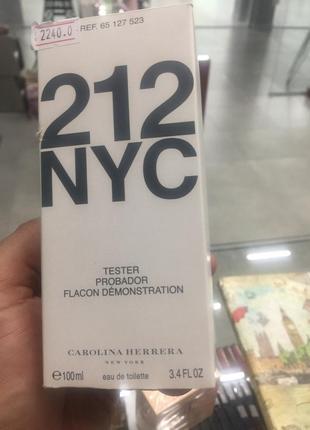 2240.0
REF. 65 127 523
212
NYC
TESTER
PROBADOR
FLACON DÉMONSTRATION
CAROLINA HERRERA
NEW YORK
℮100ml eau de toilette 3.4 FL OZ